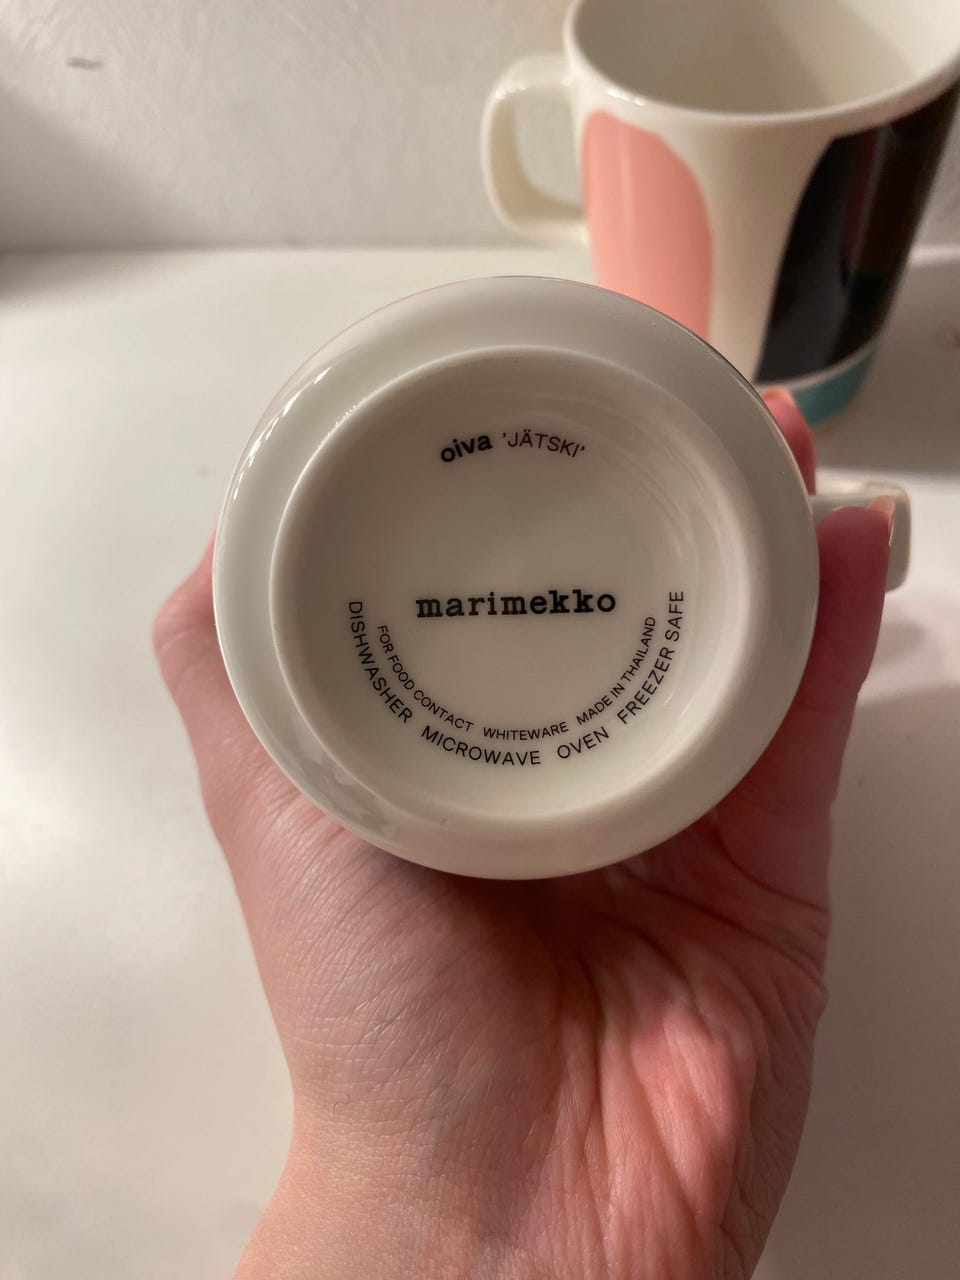 oiva 'JÄTSKI'
marimekko
FOR FOOD CONTACT WHITEWARE MADE IN THAILAND
DISHWASHER MICROWAVE OVEN FREEZER SAFE